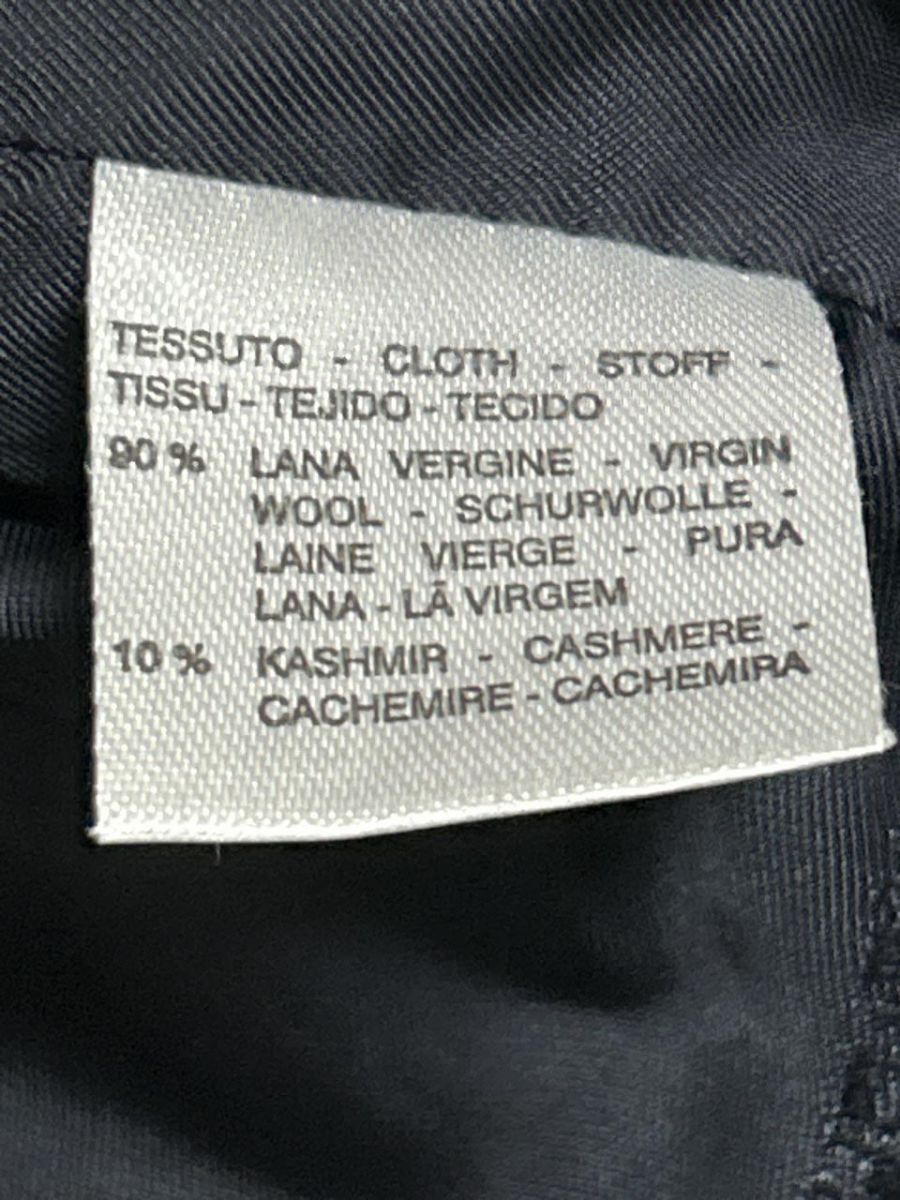 TESSUTO - CLOTH - STOFF -
TISSU - TEJIDO - TECIDO
90 % LANA VERGINE - VIRGIN
WOOL - SCHURWOLLE -
LAINE VIERGE - PURA
LANA - LÃ VIRGEM
10 % KASHMIR - CASHMERE -
CACHEMIRE - CACHEMIRA